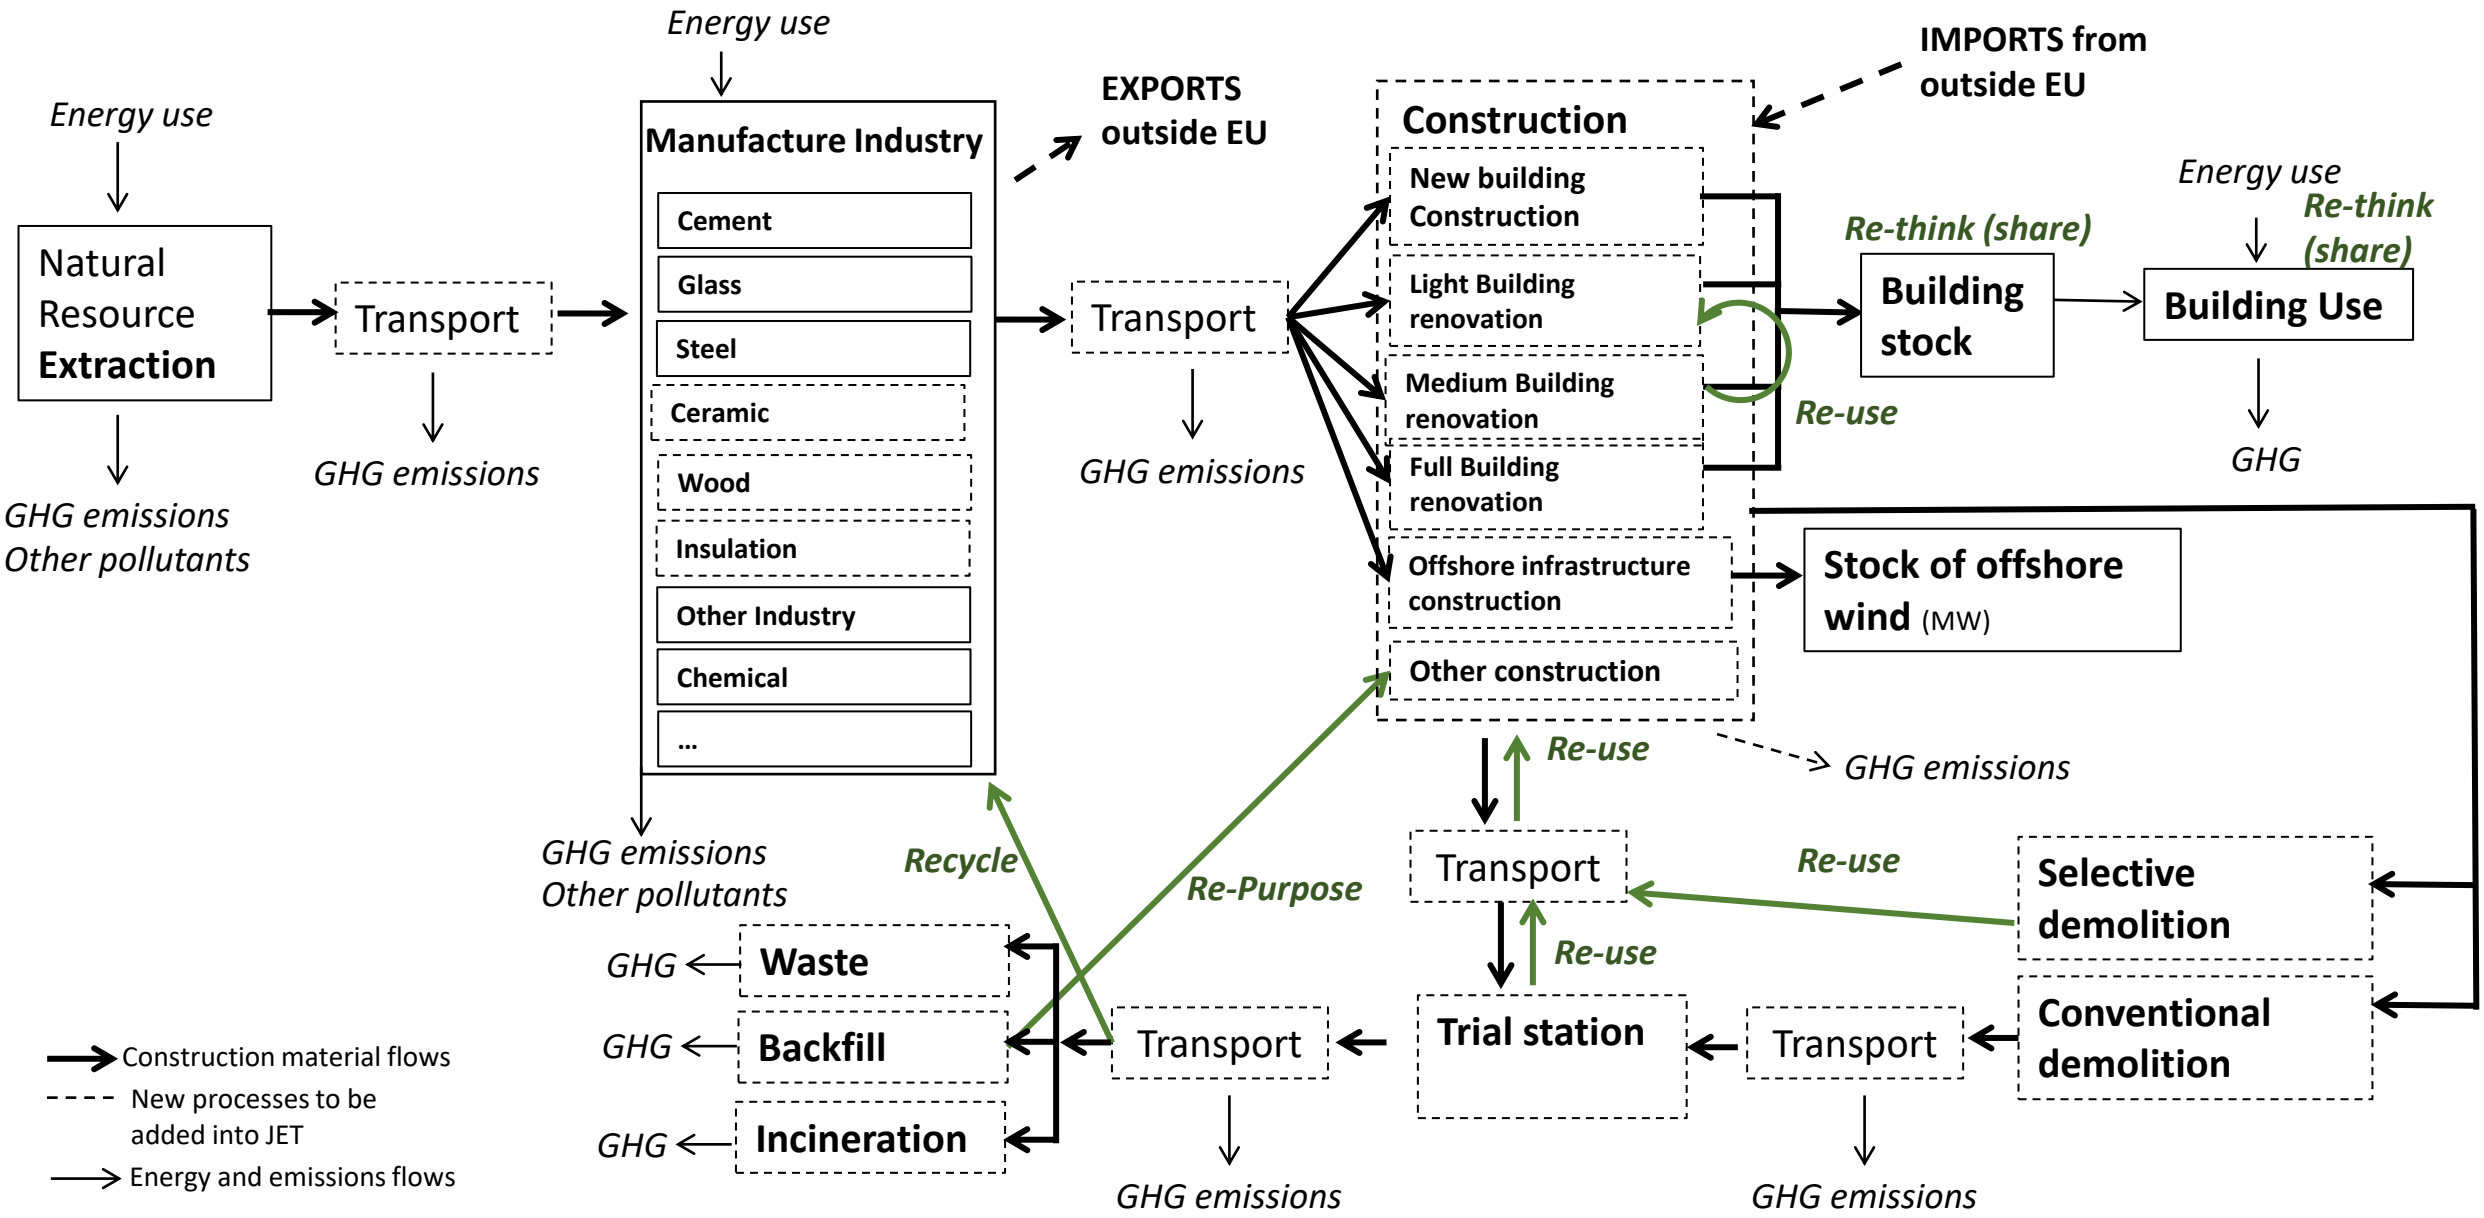 Energy use
IMPORTS from
outside EU
EXPORTS
outside EU
Energy use
Manufacture Industry
Construction
New building
Construction
Energy use
Re-think
(share)
Re-think (share)
Cement
Natural
Resource
Extraction
Transport
Glass
Transport
Light Building
renovation
Building
stock
Building Use
Steel
Ceramic
Medium Building
renovation
Re-use
GHG emissions
Other pollutants
GHG emissions
Wood
GHG emissions
Full Building
renovation
GHG
Insulation
Offshore infrastructure
construction
Stock of offshore
wind (MW)
Other Industry
Chemical
Other construction
...
Re-use
GHG emissions
GHG emissions
Other pollutants
Recycle
Re-Purpose
Transport
Re-use
Selective
demolition
GHG
Waste
Re-use
GHG
Backfill
Transport
Trial station
Transport
Conventional
demolition
GHG
Incineration
Construction material flows
New processes to be
added into JET
Energy and emissions flows
GHG emissions
GHG emissions